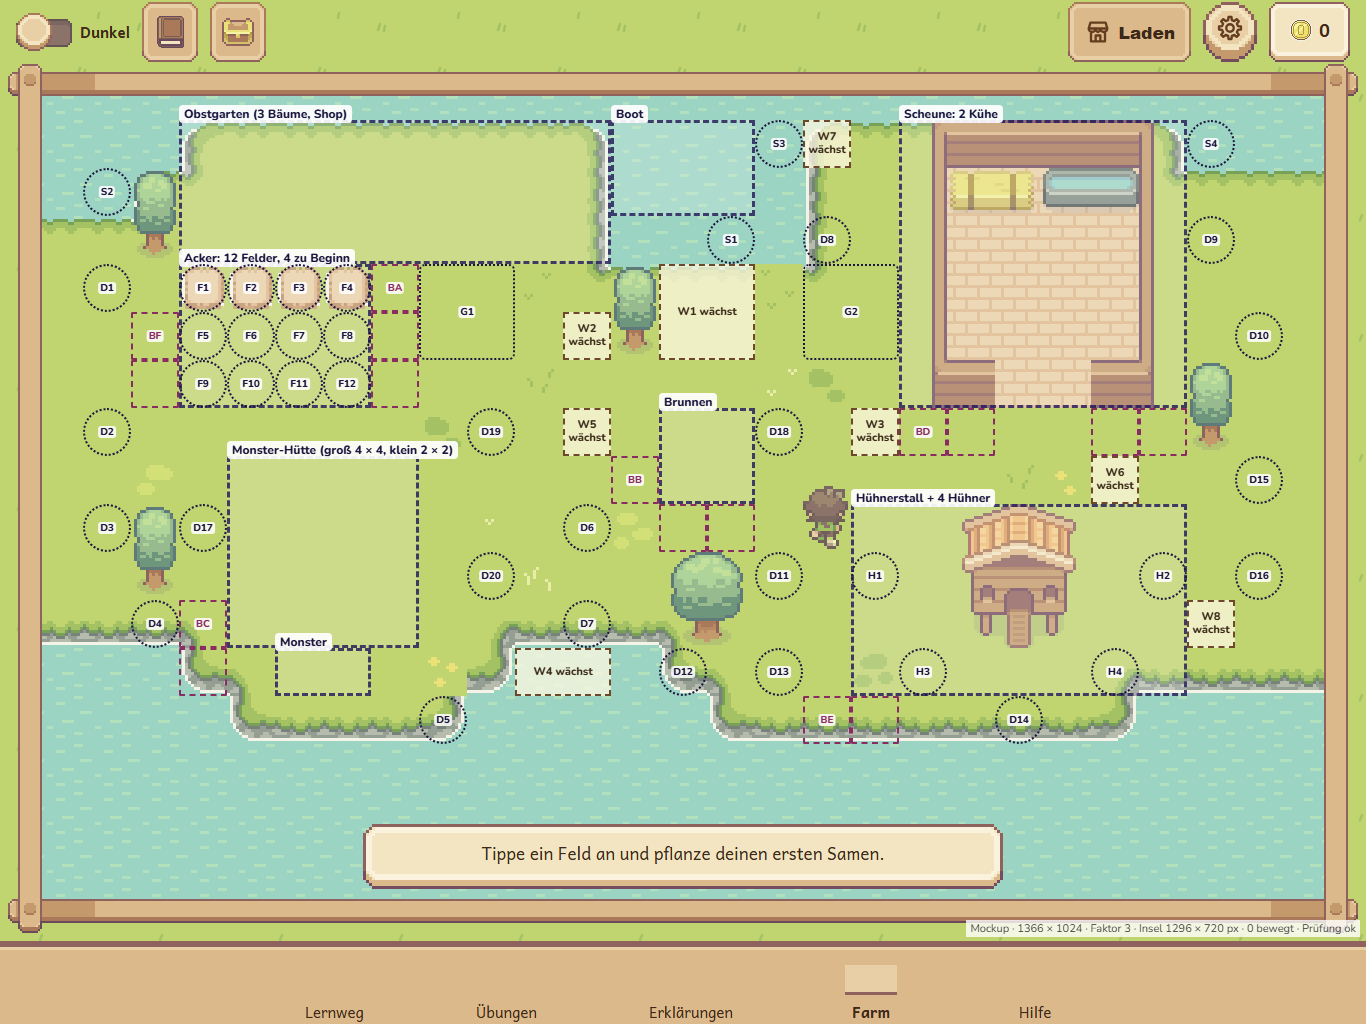 Dunkel
Laden
0
Obstgarten (3 Bäume, Shop)
Boot
Scheune: 2 Kühe
S3
W7
wächst
S4
S2
S1
D8
D9
Acker: 12 Felder, 4 zu Beginn
D1
F1
F2
F3
F4
BA
G1
W1 wächst
G2
BF
F5
F6
F7
F8
W2
wächst
D10
F9
F10
F11
F12
Brunnen
D2
D19
W5
wächst
D18
W3
wächst
BD
Monster-Hütte (groß 4 × 4, klein 2 × 2)
BB
W6
wächst
D15
Hühnerstall + 4 Hühner
D3
D17
D6
D20
D11
H1
H2
D16
D4
BC
D7
W8
wächst
Monster
W4 wächst
D12
D13
H3
H4
D5
BE
D14
Tippe ein Feld an und pflanze deinen ersten Samen.
Mockup · 1366 × 1024 · Faktor 3 · Insel 1296 × 720 px · 0 bewegt · Prüfung ok
Lernweg
Übungen
Erklärungen
Farm
Hilfe